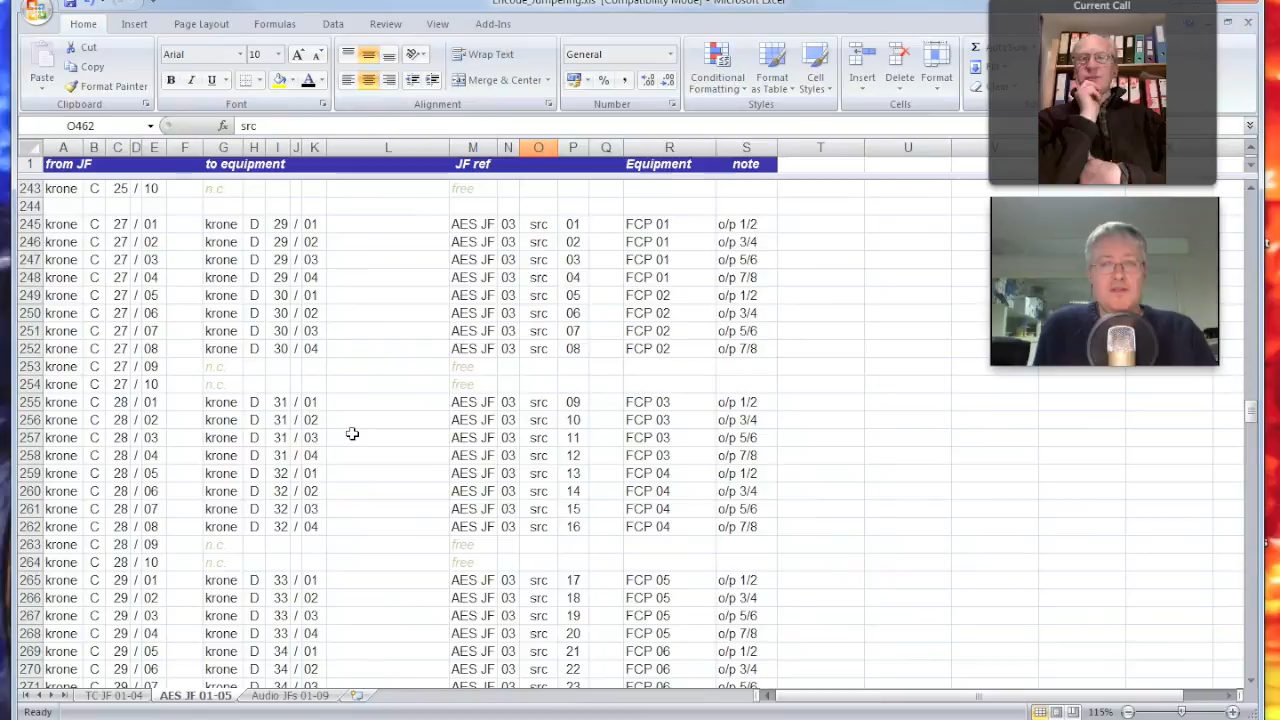 Encode_Jumpering.xls [Compatibility Mode] - Microsoft Excel
Current Call
Home Insert Page Layout Formulas Data Review View Add-Ins
Cut
Copy
Format Painter
Paste
Clipboard
Arial 10
B I U
Font
Wrap Text
Merge & Center
Alignment
General
Number
Conditional Formatting
Format as Table
Cell Styles
Styles
Insert Delete Format
Cells
O462 fx src
A B C D E F G H I J K L M N O P Q R S T U
1 from JF to equipment JF ref Equipment note
243 krone C 25 / 10 n.c. free
244
245 krone C 27 / 01 krone D 29 / 01 AES JF 03 src 01 FCP 01 o/p 1/2
246 krone C 27 / 02 krone D 29 / 02 AES JF 03 src 02 FCP 01 o/p 3/4
247 krone C 27 / 03 krone D 29 / 03 AES JF 03 src 03 FCP 01 o/p 5/6
248 krone C 27 / 04 krone D 29 / 04 AES JF 03 src 04 FCP 01 o/p 7/8
249 krone C 27 / 05 krone D 30 / 01 AES JF 03 src 05 FCP 02 o/p 1/2
250 krone C 27 / 06 krone D 30 / 02 AES JF 03 src 06 FCP 02 o/p 3/4
251 krone C 27 / 07 krone D 30 / 03 AES JF 03 src 07 FCP 02 o/p 5/6
252 krone C 27 / 08 krone D 30 / 04 AES JF 03 src 08 FCP 02 o/p 7/8
253 krone C 27 / 09 n.c. free
254 krone C 27 / 10 n.c. free
255 krone C 28 / 01 krone D 31 / 01 AES JF 03 src 09 FCP 03 o/p 1/2
256 krone C 28 / 02 krone D 31 / 02 AES JF 03 src 10 FCP 03 o/p 3/4
257 krone C 28 / 03 krone D 31 / 03 AES JF 03 src 11 FCP 03 o/p 5/6
258 krone C 28 / 04 krone D 31 / 04 AES JF 03 src 12 FCP 03 o/p 7/8
259 krone C 28 / 05 krone D 32 / 01 AES JF 03 src 13 FCP 04 o/p 1/2
260 krone C 28 / 06 krone D 32 / 02 AES JF 03 src 14 FCP 04 o/p 3/4
261 krone C 28 / 07 krone D 32 / 03 AES JF 03 src 15 FCP 04 o/p 5/6
262 krone C 28 / 08 krone D 32 / 04 AES JF 03 src 16 FCP 04 o/p 7/8
263 krone C 28 / 09 n.c. free
264 krone C 28 / 10 n.c. free
265 krone C 29 / 01 krone D 33 / 01 AES JF 03 src 17 FCP 05 o/p 1/2
266 krone C 29 / 02 krone D 33 / 02 AES JF 03 src 18 FCP 05 o/p 3/4
267 krone C 29 / 03 krone D 33 / 03 AES JF 03 src 19 FCP 05 o/p 5/6
268 krone C 29 / 04 krone D 33 / 04 AES JF 03 src 20 FCP 05 o/p 7/8
269 krone C 29 / 05 krone D 34 / 01 AES JF 03 src 21 FCP 06 o/p 1/2
270 krone C 29 / 06 krone D 34 / 02 AES JF 03 src 22 FCP 06 o/p 3/4
271 krone C 29 / 07 krone D 34 / 03 AES JF 03 src 23 FCP 06 o/p 5/6
TC JF 01-04 AES JF 01-05 Audio JFs 01-09
Ready 115%